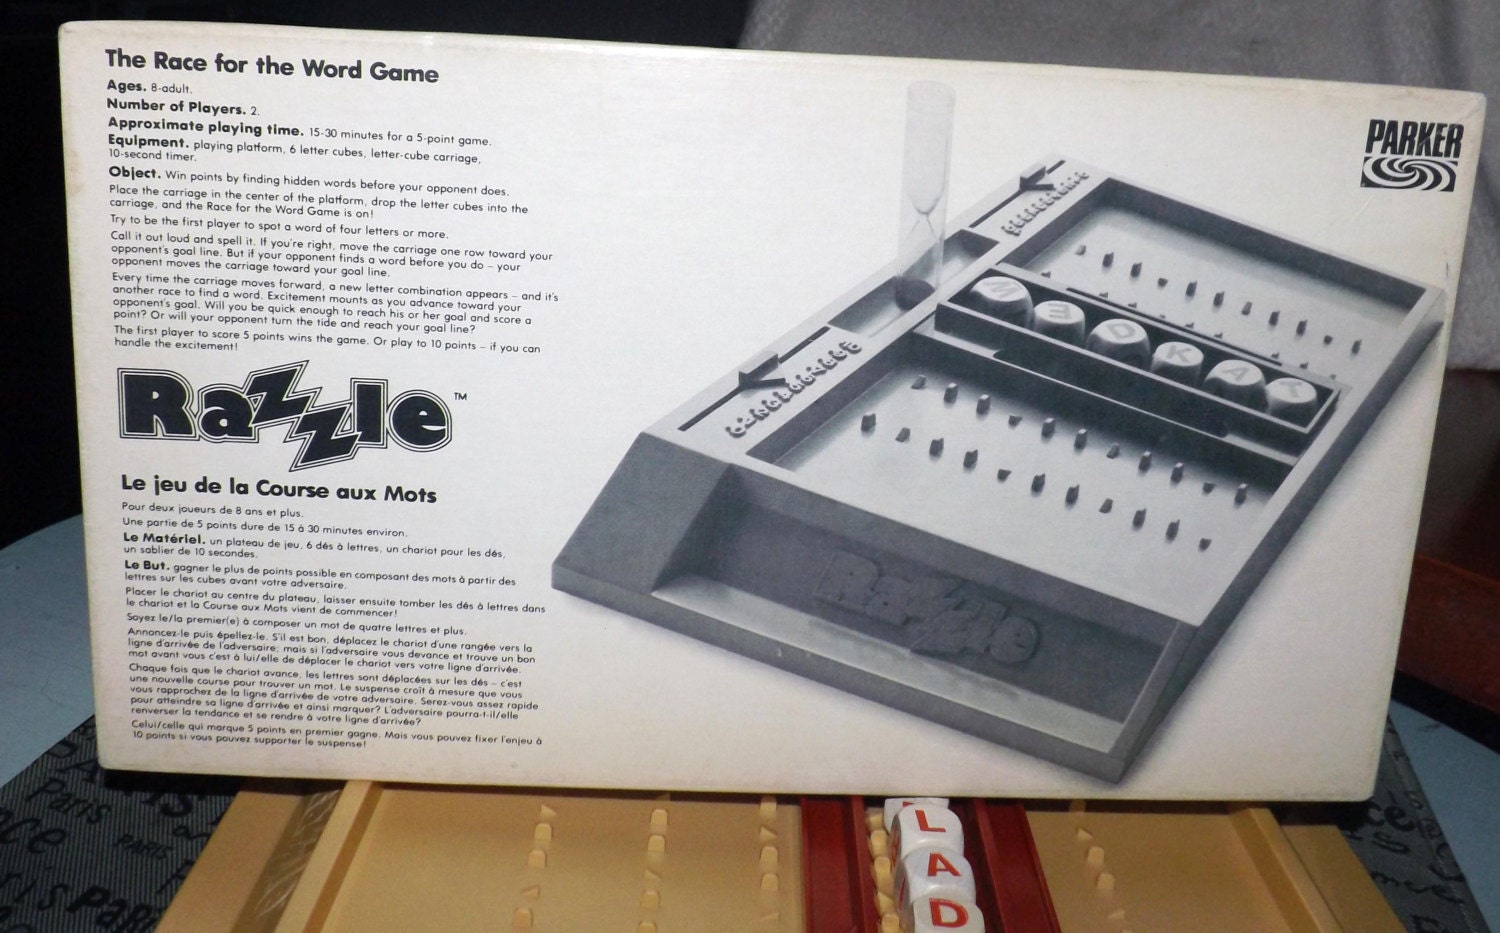 The Race for the Word Game
Ages. 8-adult.
Number of Players. 2.
Approximate playing time. 15-30 minutes for a 5-point game.
Equipment. playing platform, 6 letter cubes, letter-cube carriage,
10-second timer.
Object. Win points by finding hidden words before your opponent does.
Place the carriage in the center of the platform, drop the letter cubes into the
carriage, and the Race for the Word Game is on!
Try to be the first player to spot a word of four letters or more.
Call it out loud and spell it. If you're right, move the carriage one row toward your
opponent's goal line. But if your opponent finds a word before you do – your
opponent moves the carriage toward your goal line.
Every time the carriage moves forward, a new letter combination appears – and it's
another race to find a word. Excitement mounts as you advance toward your
opponent's goal. Will you be quick enough to reach his or her goal and score a
point? Or will your opponent turn the tide and reach your goal line?
The first player to score 5 points wins the game. Or play to 10 points – if you can
handle the excitement!
Razzle™
Le jeu de la Course aux Mots
Pour deux joueurs de 8 ans et plus.
Une partie de 5 points dure de 15 à 30 minutes environ.
Le Matériel. un plateau de jeu, 6 dés à lettres, un chariot pour les dés,
un sablier de 10 secondes.
Le But. gagner le plus de points possible en composant des mots à partir des
lettres sur les cubes avant votre adversaire.
Placer le chariot au centre du plateau, laisser ensuite tomber les dés à lettres dans
le chariot et la Course aux Mots vient de commencer!
Soyez le/la premier(e) à composer un mot de quatre lettres et plus.
Annoncez-le puis épellez-le. S'il est bon, déplacez le chariot d'une rangée vers la
ligne d'arrivée de l'adversaire; mais si l'adversaire vous devance et trouve un bon
mot avant vous c'est à lui/elle de déplacer le chariot vers votre ligne d'arrivée.
Chaque fois que le chariot avance, les lettres sont déplacées sur les dés – c'est
une nouvelle course pour trouver un mot. Le suspense croît à mesure que vous
vous rapprochez de la ligne d'arrivée de votre adversaire. Serez-vous assez rapide
pour atteindre sa ligne d'arrivée et ainsi marquer? L'adversaire pourra-t-il/elle
renverser la tendance et se rendre à votre ligne d'arrivée?
Celui/celle qui marque 5 points en premier gagne. Mais vous pouvez fixer l'enjeu à
10 points si vous pouvez supporter le suspense!
PARKER
Razzle
L
A
D
Paris
PARIS